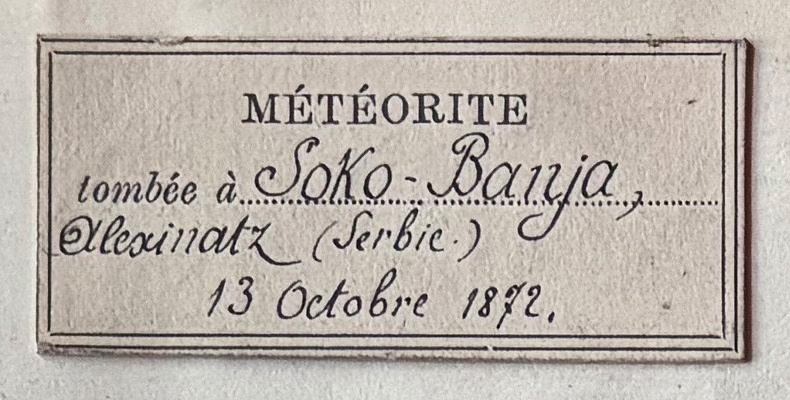 MÉTÉORITE
tombée à Soko-Banja,
Alexinatz (Serbie.)
13 Octobre 1872.